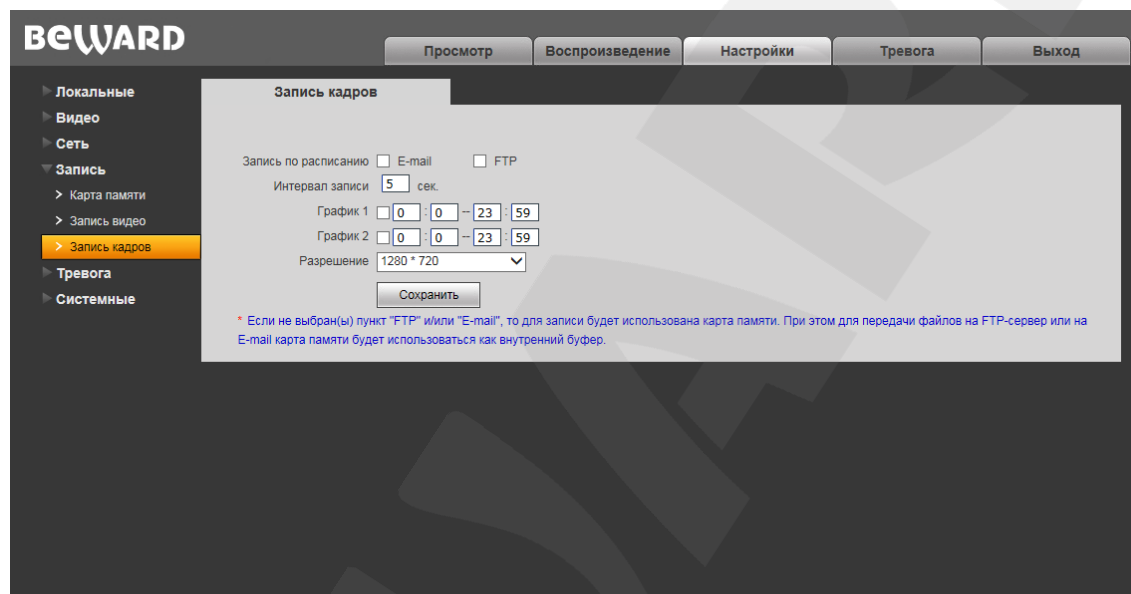 BEWARD
Просмотр Воспроизведение Настройки Тревога Выход
Локальные
Видео
Сеть
Запись
> Карта памяти
> Запись видео
> Запись кадров
Тревога
Системные
Запись кадров
Запись по расписанию E-mail FTP
Интервал записи 5 сек.
График 1 0 : 0 -- 23 : 59
График 2 0 : 0 -- 23 : 59
Разрешение 1280 * 720
Сохранить
* Если не выбран(ы) пункт "FTP" и/или "E-mail", то для записи будет использована карта памяти. При этом для передачи файлов на FTP-сервер или на
E-mail карта памяти будет использоваться как внутренний буфер.